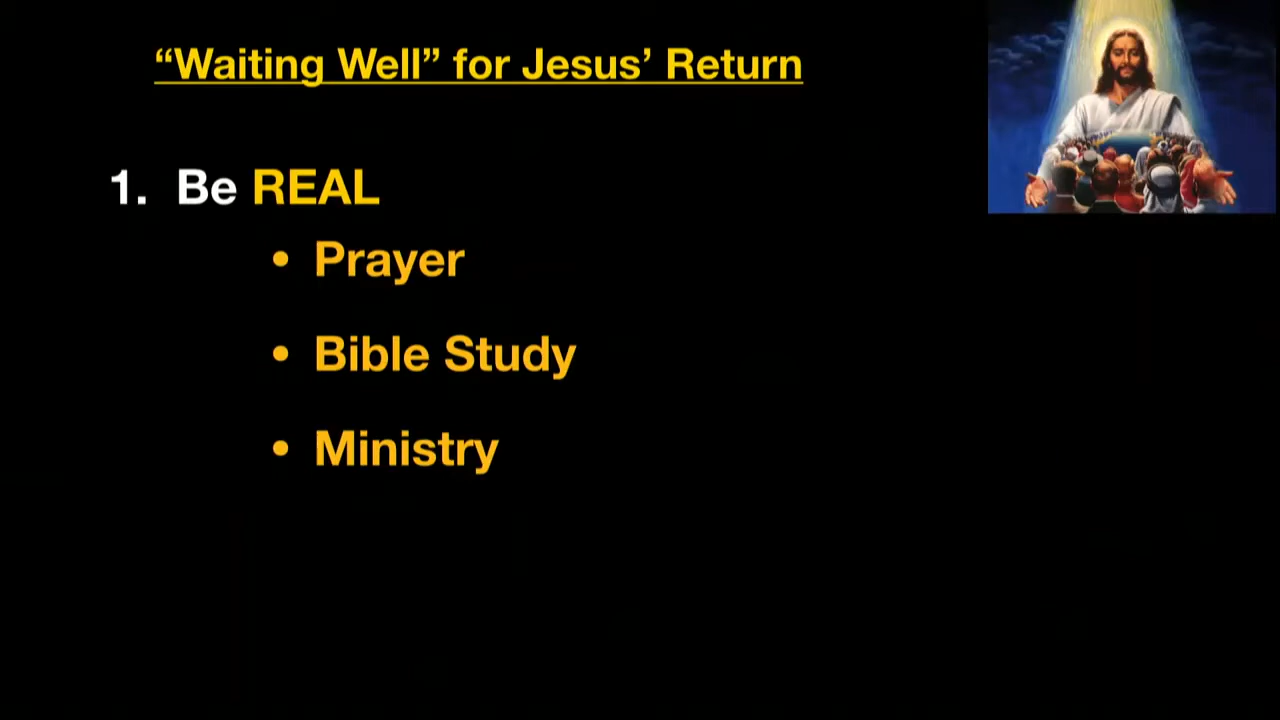 “Waiting Well” for Jesus’ Return
1. Be REAL
• Prayer
• Bible Study
• Ministry